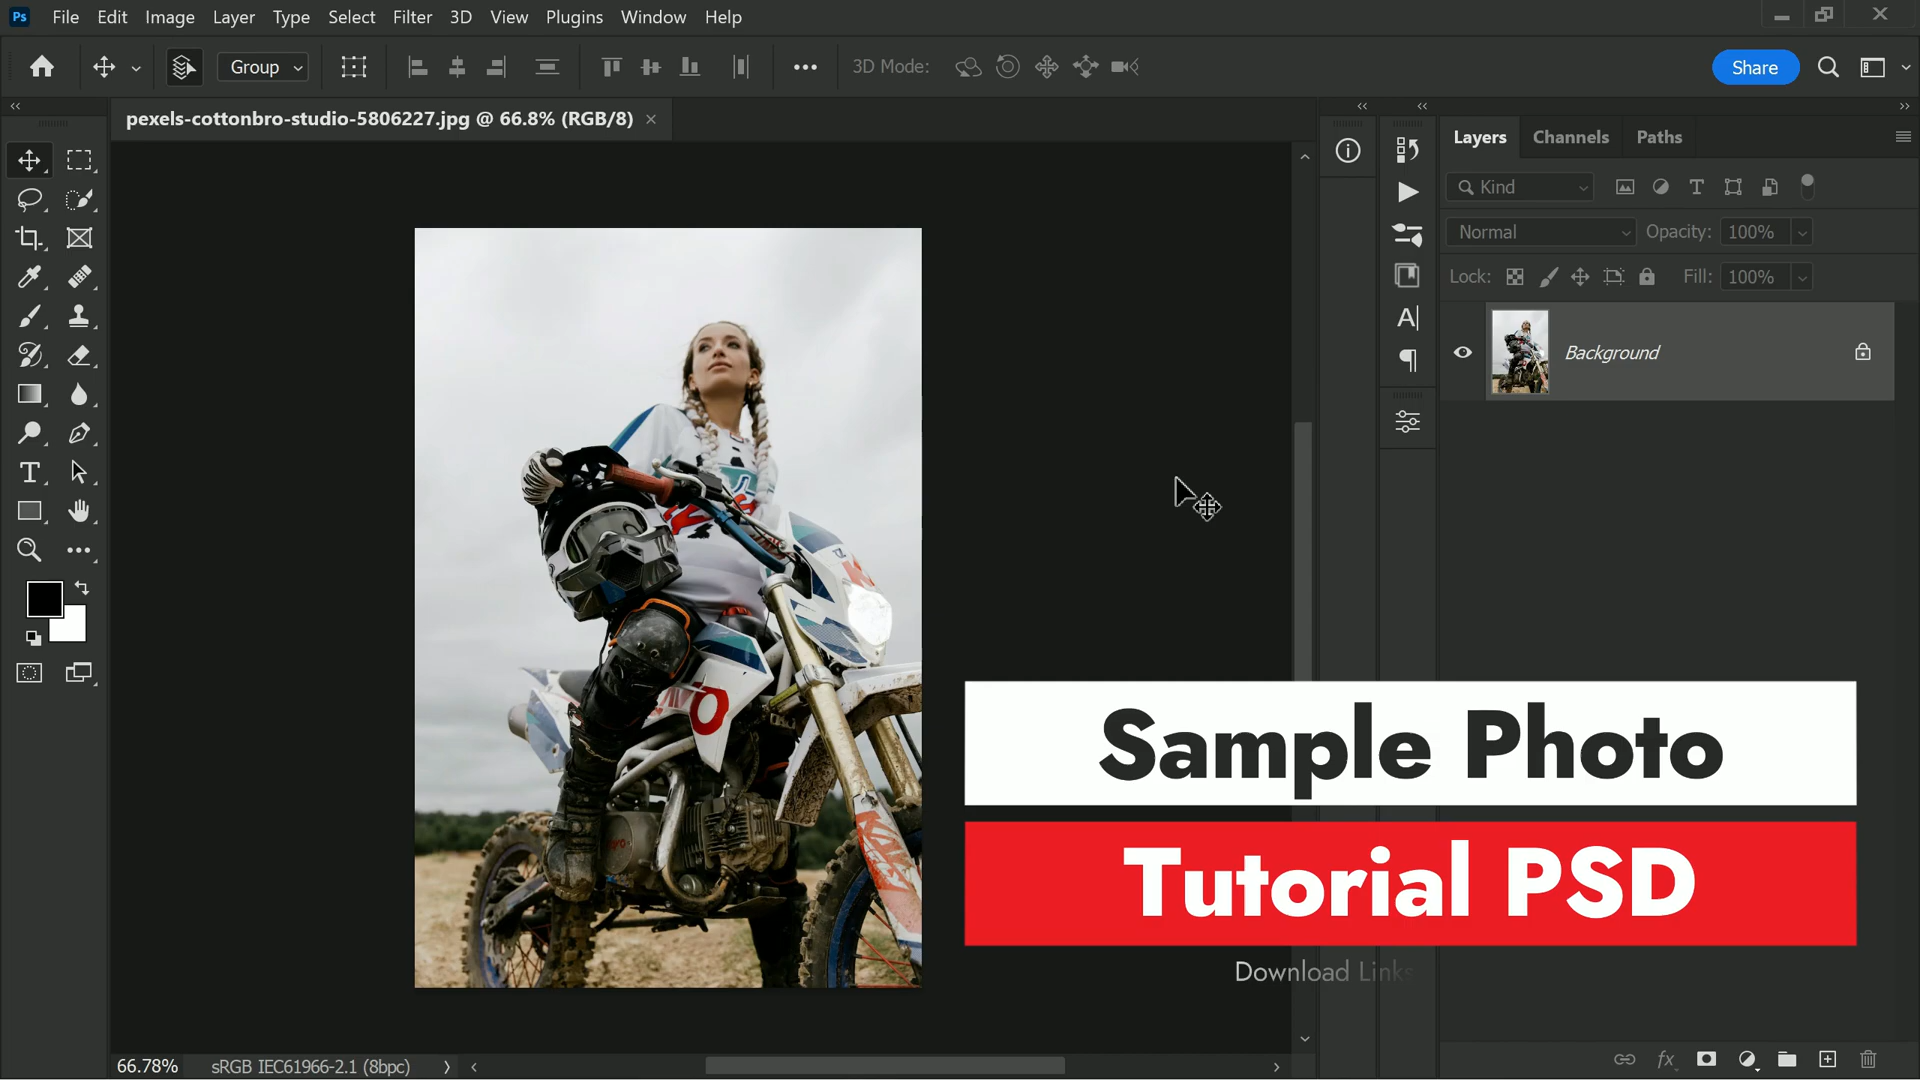 Ps File Edit Image Layer Type Select Filter 3D View Plugins Window Help
Group 3D Mode: Share
pexels-cottonbro-studio-5806227.jpg @ 66.8% (RGB/8)
Layers Channels Paths
Kind
Normal Opacity: 100%
Lock: Fill: 100%
Background
Sample Photo
Tutorial PSD
Download Links
66.78% sRGB IEC61966-2.1 (8bpc)